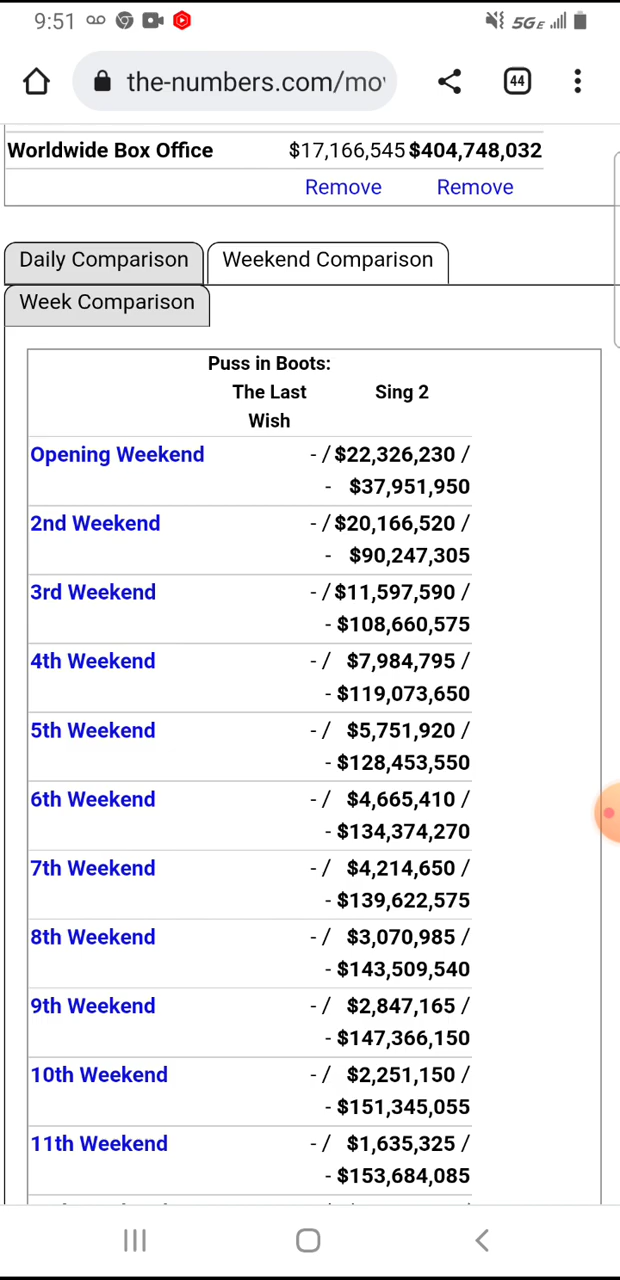 9:51 5GE
the-numbers.com/mo
44
Worldwide Box Office $17,166,545 $404,748,032
Remove Remove
Daily Comparison Weekend Comparison
Week Comparison
Puss in Boots:
The Last Sing 2
Wish
Opening Weekend - / $22,326,230 /
- $37,951,950
2nd Weekend - / $20,166,520 /
- $90,247,305
3rd Weekend - / $11,597,590 /
- $108,660,575
4th Weekend - / $7,984,795 /
- $119,073,650
5th Weekend - / $5,751,920 /
- $128,453,550
6th Weekend - / $4,665,410 /
- $134,374,270
7th Weekend - / $4,214,650 /
- $139,622,575
8th Weekend - / $3,070,985 /
- $143,509,540
9th Weekend - / $2,847,165 /
- $147,366,150
10th Weekend - / $2,251,150 /
- $151,345,055
11th Weekend - / $1,635,325 /
- $153,684,085